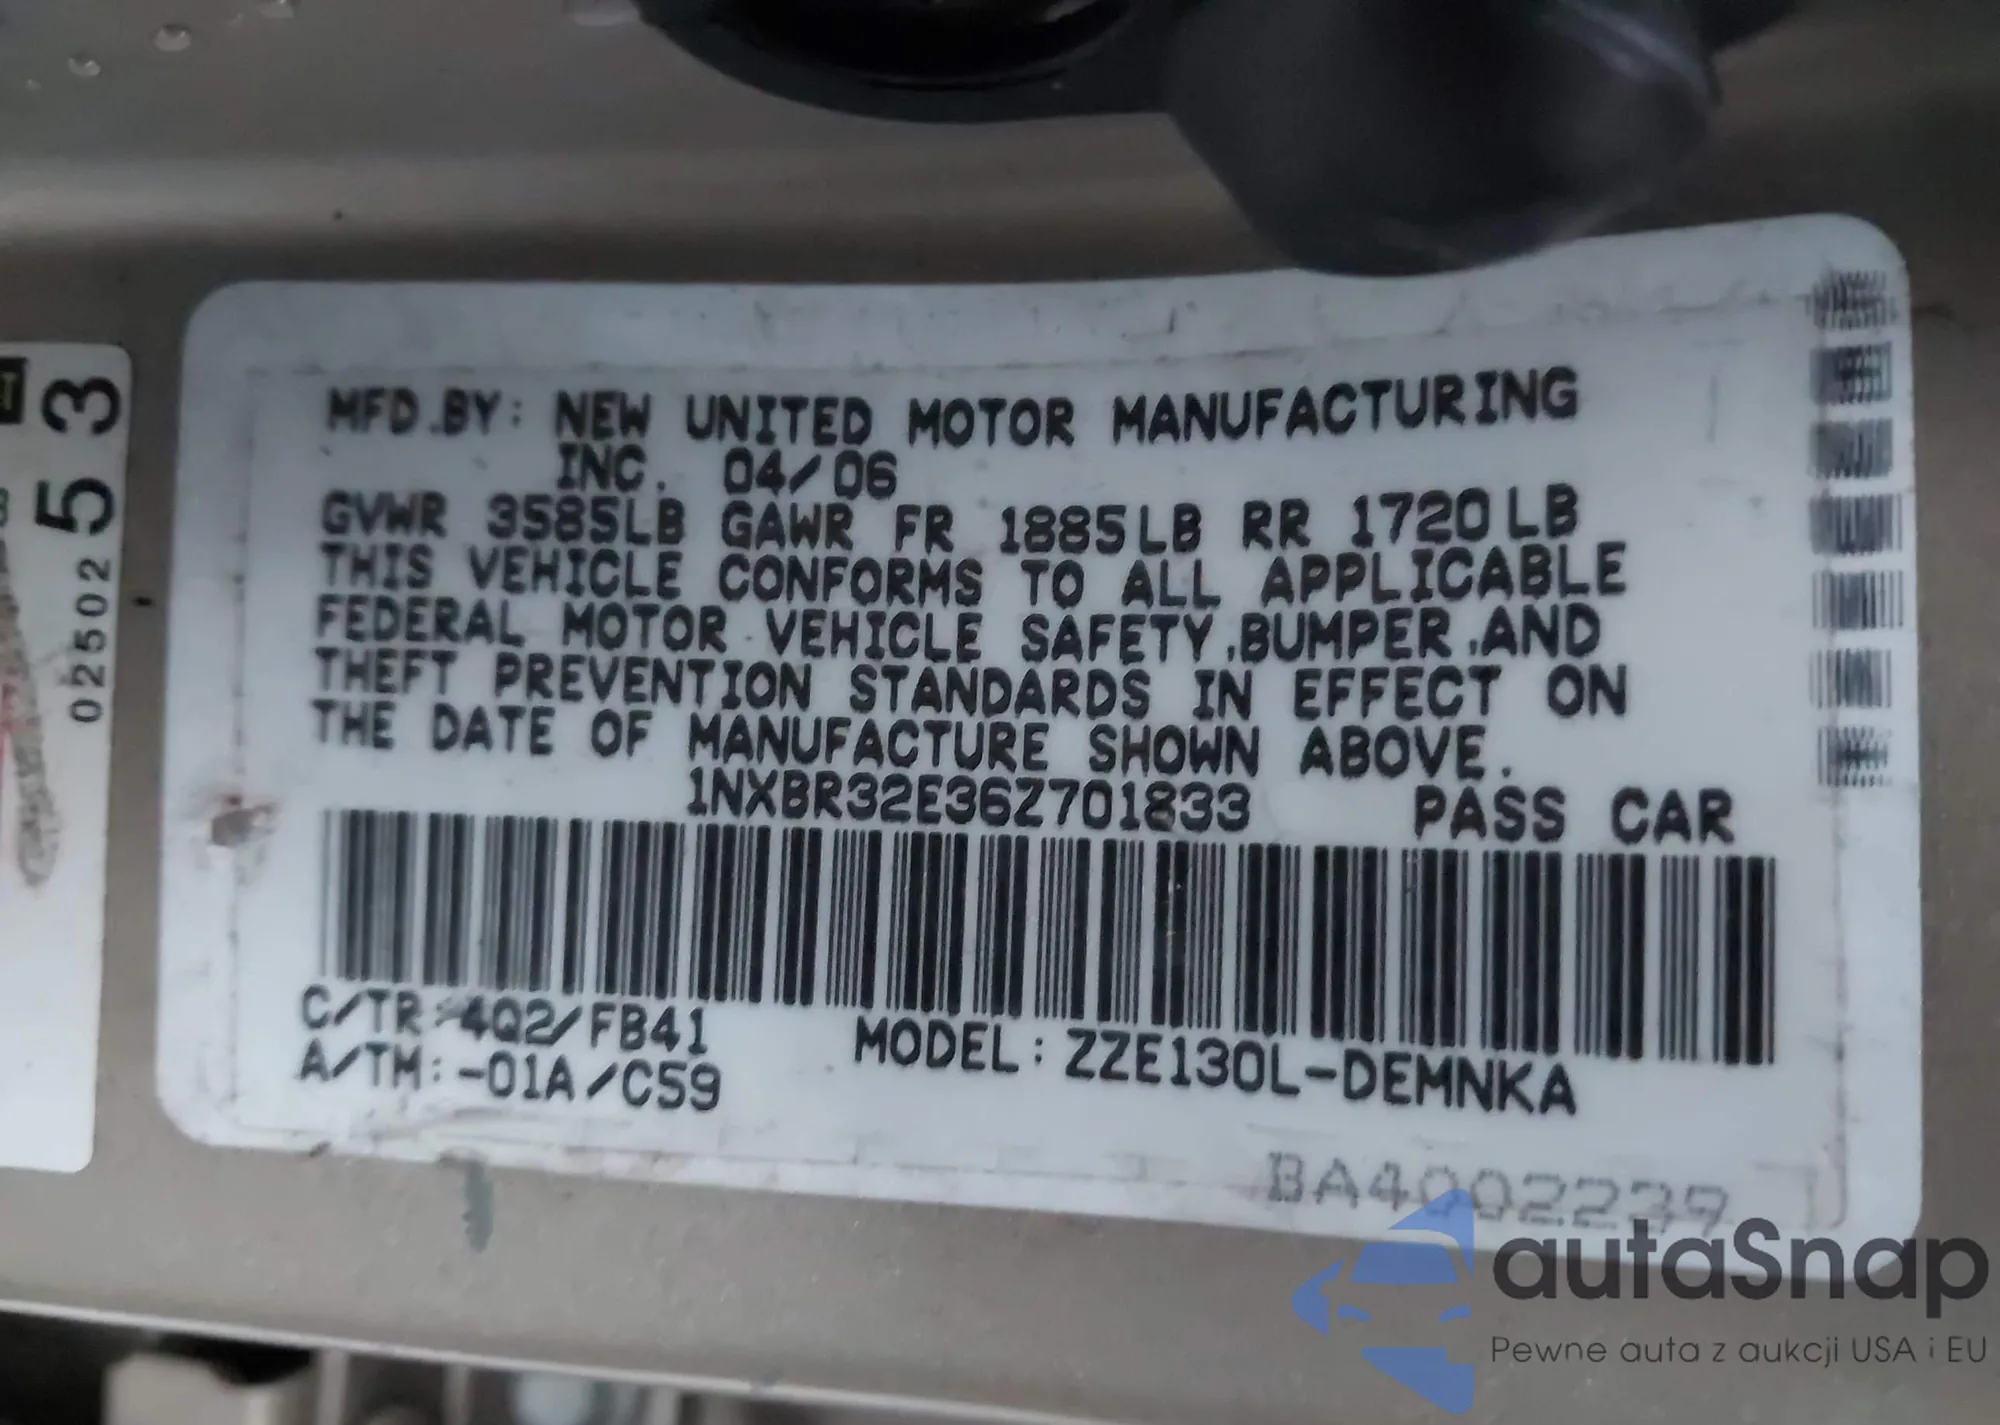 53
02502
MFD.BY: NEW UNITED MOTOR MANUFACTURING
INC. 04/06
GVWR 3585LB GAWR FR 1885LB RR 1720LB
THIS VEHICLE CONFORMS TO ALL APPLICABLE
FEDERAL MOTOR VEHICLE SAFETY,BUMPER,AND
THEFT PREVENTION STANDARDS IN EFFECT ON
THE DATE OF MANUFACTURE SHOWN ABOVE.
1NXBR32E36Z701833 PASS CAR
C/TR: 4Q2/FB41
A/TM:-01A/C59
MODEL: ZZE130L-DEMNKA
BA4002239
autaSnap
Pewne auta z aukcji USA i EU